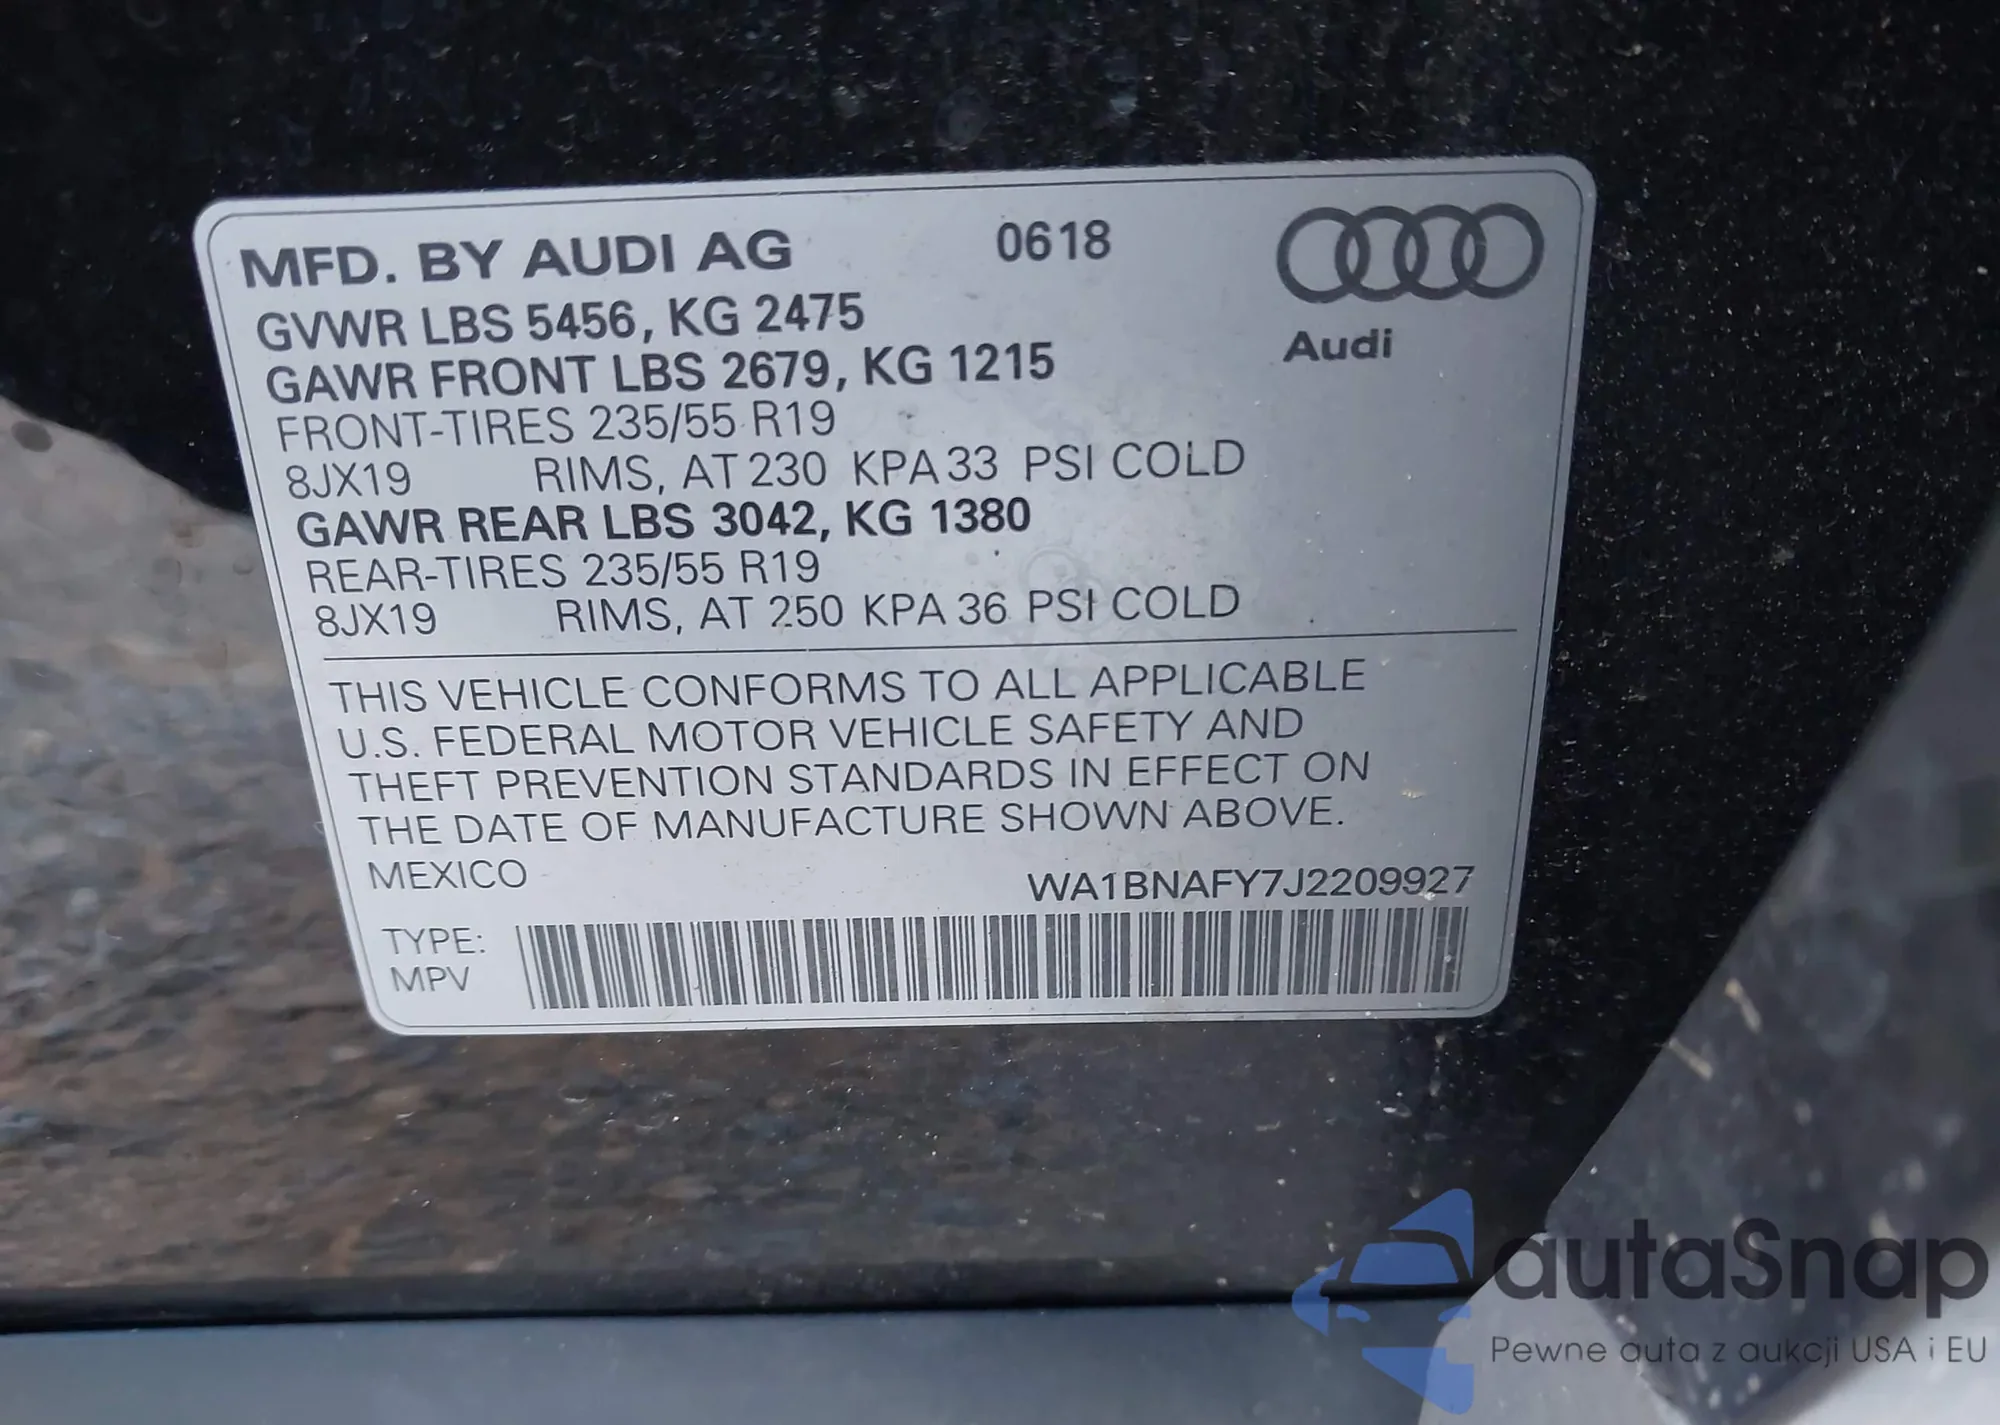 MFD. BY AUDI AG 0618
GVWR LBS 5456, KG 2475
GAWR FRONT LBS 2679, KG 1215
Audi
FRONT-TIRES 235/55 R19
8JX19 RIMS, AT 230 KPA 33 PSI COLD
GAWR REAR LBS 3042, KG 1380
REAR-TIRES 235/55 R19
8JX19 RIMS, AT 250 KPA 36 PSI COLD
THIS VEHICLE CONFORMS TO ALL APPLICABLE
U.S. FEDERAL MOTOR VEHICLE SAFETY AND
THEFT PREVENTION STANDARDS IN EFFECT ON
THE DATE OF MANUFACTURE SHOWN ABOVE.
MEXICO WA1BNAFY7J2209927
TYPE:
MPV
autaSnap
Pewne auta z aukcji USA i EU